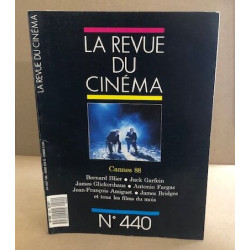 LA REVUE DU CINÉMA
LA REVUE
DU
CINÉMA
Cannes 88
Bernard Blier • Jack Garfein
James Glickenhaus • Antonio Fargas
Jean-François Amiguet • James Bridges
et tous les films du mois
N° 440